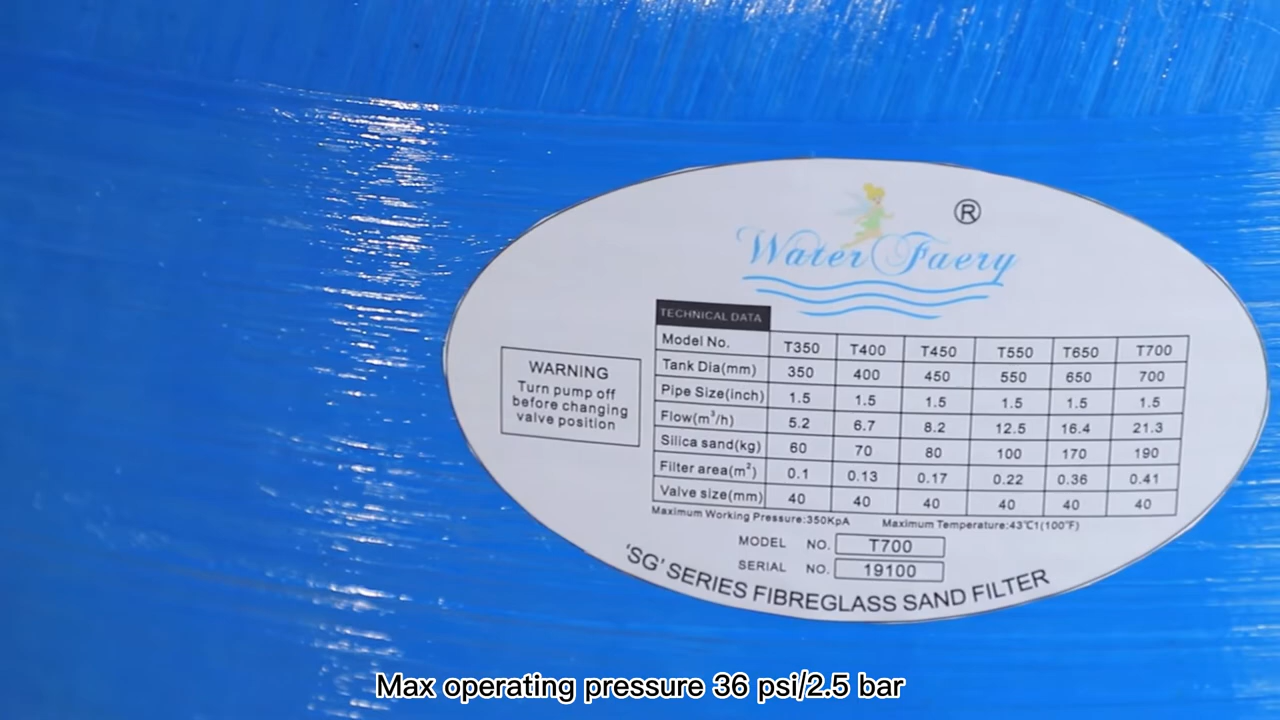 ®
Water Faery
TECHNICAL DATA
Model No. T350 T400 T450 T550 T650 T700
Tank Dia(mm) 350 400 450 550 650 700
Pipe Size(inch) 1.5 1.5 1.5 1.5 1.5 1.5
Flow(m³/h) 5.2 6.7 8.2 12.5 16.4 21.3
Silica sand(kg) 60 70 80 100 170 190
Filter area(m²) 0.1 0.13 0.17 0.22 0.36 0.41
Valve size(mm) 40 40 40 40 40 40
WARNING
Turn pump off
before changing
valve position
Maximum Working Pressure:350KpA Maximum Temperature:43℃1(100℉)
MODEL NO. T700
SERIAL NO. 19100
'SG' SERIES FIBREGLASS SAND FILTER
Max operating pressure 36 psi/2.5 bar